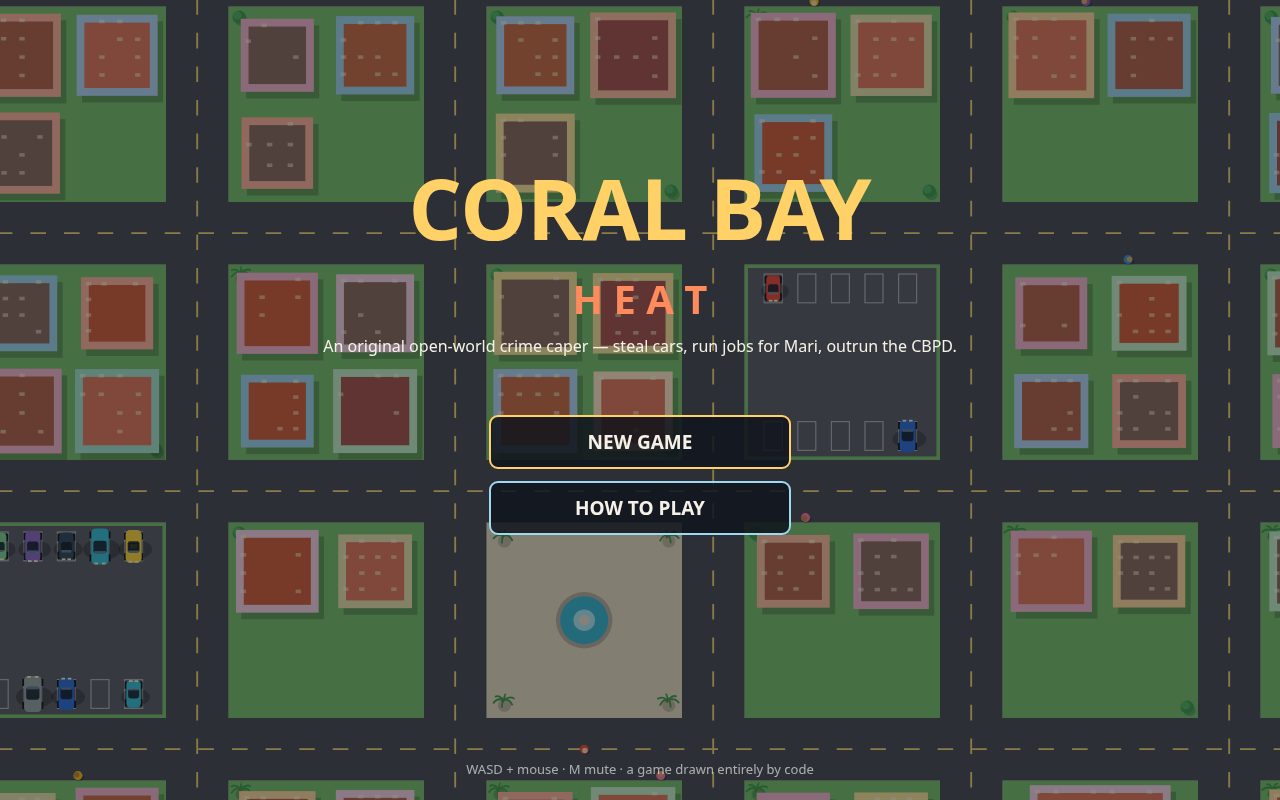 CORAL BAY
HEAT
An original open-world crime caper — steal cars, run jobs for Mari, outrun the CBPD.
NEW GAME
HOW TO PLAY
WASD + mouse · M mute · a game drawn entirely by code